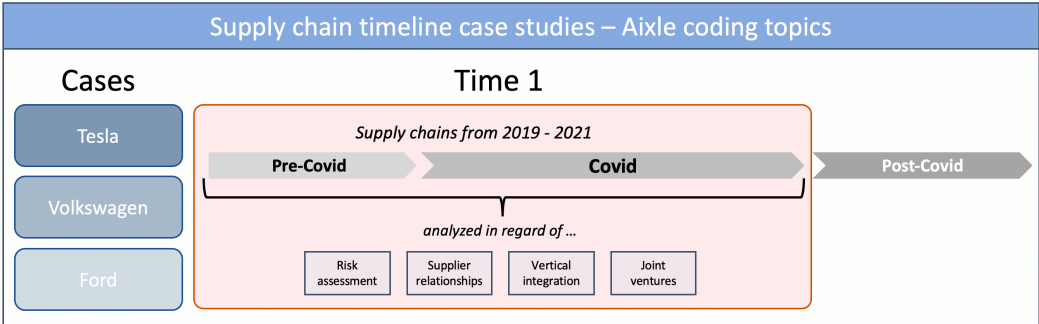 Supply chain timeline case studies – Aixle coding topics
Cases
Time 1
Tesla
Volkswagen
Ford
Supply chains from 2019 - 2021
Pre-Covid
Covid
Post-Covid
analyzed in regard of ...
Risk
assessment
Supplier
relationships
Vertical
integration
Joint
ventures